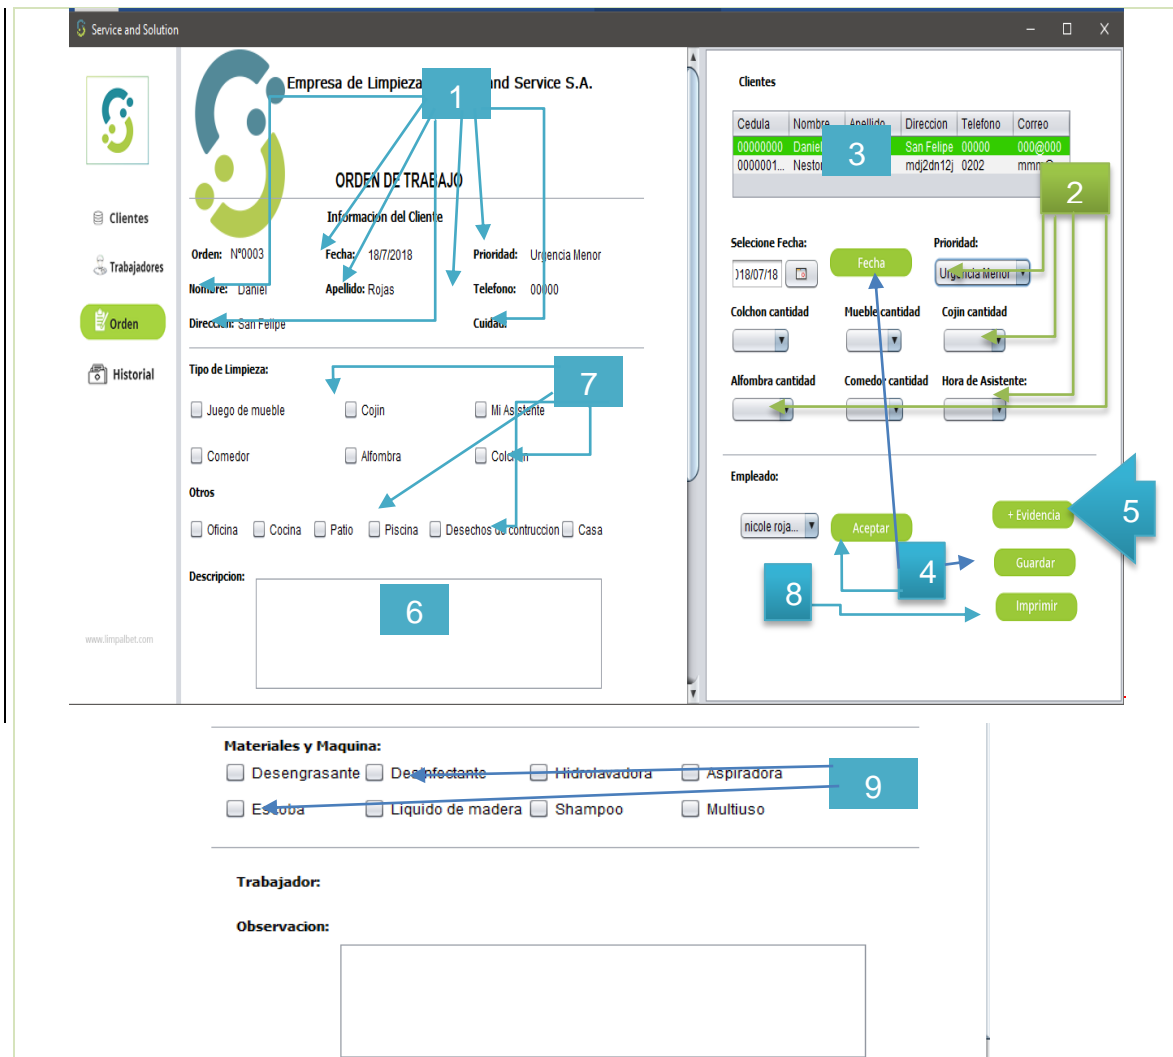 Service and Solution
Clientes
Trabajadores
Orden
Historial
www.limpalbet.com
Empresa de Limpieza and Service S.A.
1
ORDEN DE TRABAJO
Informacion del Cliente
Orden: Nº0003 Fecha: 18/7/2018 Prioridad: Urgencia Menor
Nombre: Daniel Apellido: Rojas Telefono: 00000
Direccion: San Felipe Cuidad:
Tipo de Limpieza:
7
Juego de mueble Cojin Mi Asistente
Comedor Alfombra Colchon
Otros
Oficina Cocina Patio Piscina Desechos de contruccion Casa
Descripcion:
6
Clientes
Cedula Nombre Apellido Direccion Telefono Correo
00000000 Daniel San Felipe 00000 000@000
0000001... Nestor mdj2dn12j 0202
3
2
Selecione Fecha: Prioridad:
018/07/18 Fecha Urgencia Menor
Colchon cantidad Mueble cantidad Cojin cantidad
Alfombra cantidad Comedor cantidad Hora de Asistente:
Empleado:
nicole roja... Aceptar + Evidencia
5
4
Guardar
8
Imprimir
Materiales y Maquina:
Desengrasante Desinfectante Hidrolavadora Aspiradora
9
Escoba Liquido de madera Shampoo Multiuso
Trabajador:
Observacion: